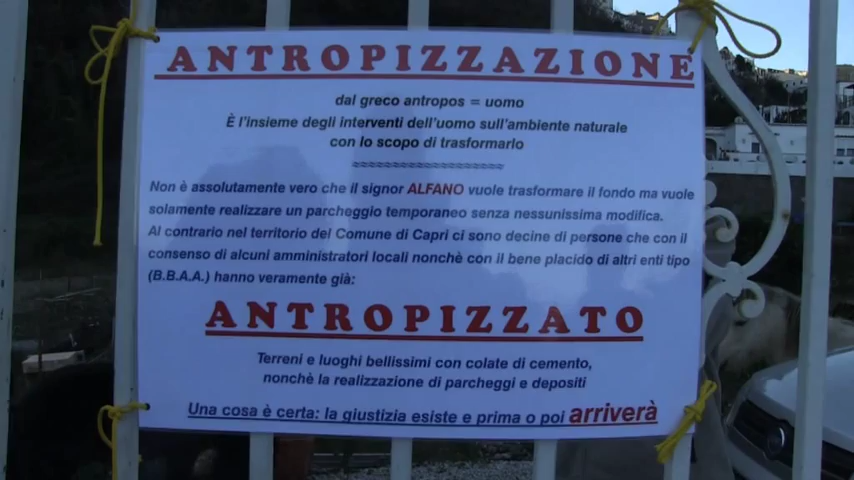 ANTROPIZZAZIONE
dal greco antropos = uomo
È l'insieme degli interventi dell'uomo sull'ambiente naturale
con lo scopo di trasformarlo
≈≈≈≈≈≈≈≈≈≈≈≈≈≈≈≈
Non è assolutamente vero che il signor ALFANO vuole trasformare il fondo ma vuole
solamente realizzare un parcheggio temporaneo senza nessunissima modifica.
Al contrario nel territorio del Comune di Capri ci sono decine di persone che con il
consenso di alcuni amministratori locali nonchè con il bene placido di altri enti tipo
(B.B.A.A.) hanno veramente già:
ANTROPIZZATO
Terreni e luoghi bellissimi con colate di cemento,
nonchè la realizzazione di parcheggi e depositi
Una cosa è certa: la giustizia esiste e prima o poi arriverà